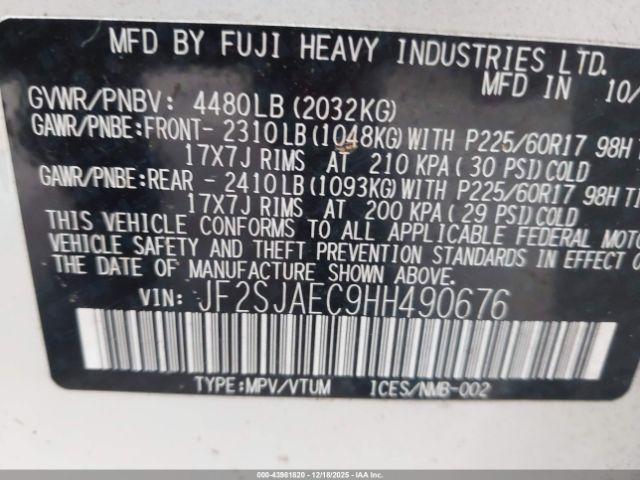 MFD BY FUJI HEAVY INDUSTRIES LTD.
MFD IN 10/
GVWR/PNBV: 4480LB(2032KG)
GAWR/PNBE:FRONT- 2310LB(1048KG)WITH P225/60R17 98H
17X7J RIMS AT 210 KPA(30 PSI)COLD
GAWR/PNBE:REAR - 2410LB(1093KG)WITH P225/60R17 98H TI
17X7J RIMS AT 200 KPA(29 PSI)COLD
THIS VEHICLE CONFORMS TO ALL APPLICABLE FEDERAL MOTO
VEHICLE SAFETY AND THEFT PREVENTION STANDARDS IN EFFECT
THE DATE OF MANUFACTURE SHOWN ABOVE.
VIN: JF2SJAEC9HH490676
TYPE:MPV/VTUM ICES/NMB-002
000-43981820 12/18/2025 - IAAI.COM